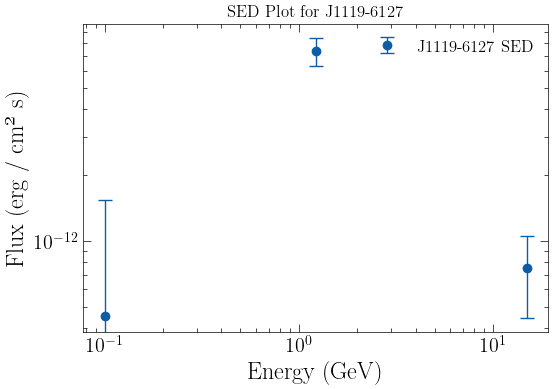 SED Plot for J1119-6127
J1119-6127 SED
Flux (erg / cm² s)
10⁻¹²
10⁻¹ 10⁰ 10¹
Energy (GeV)